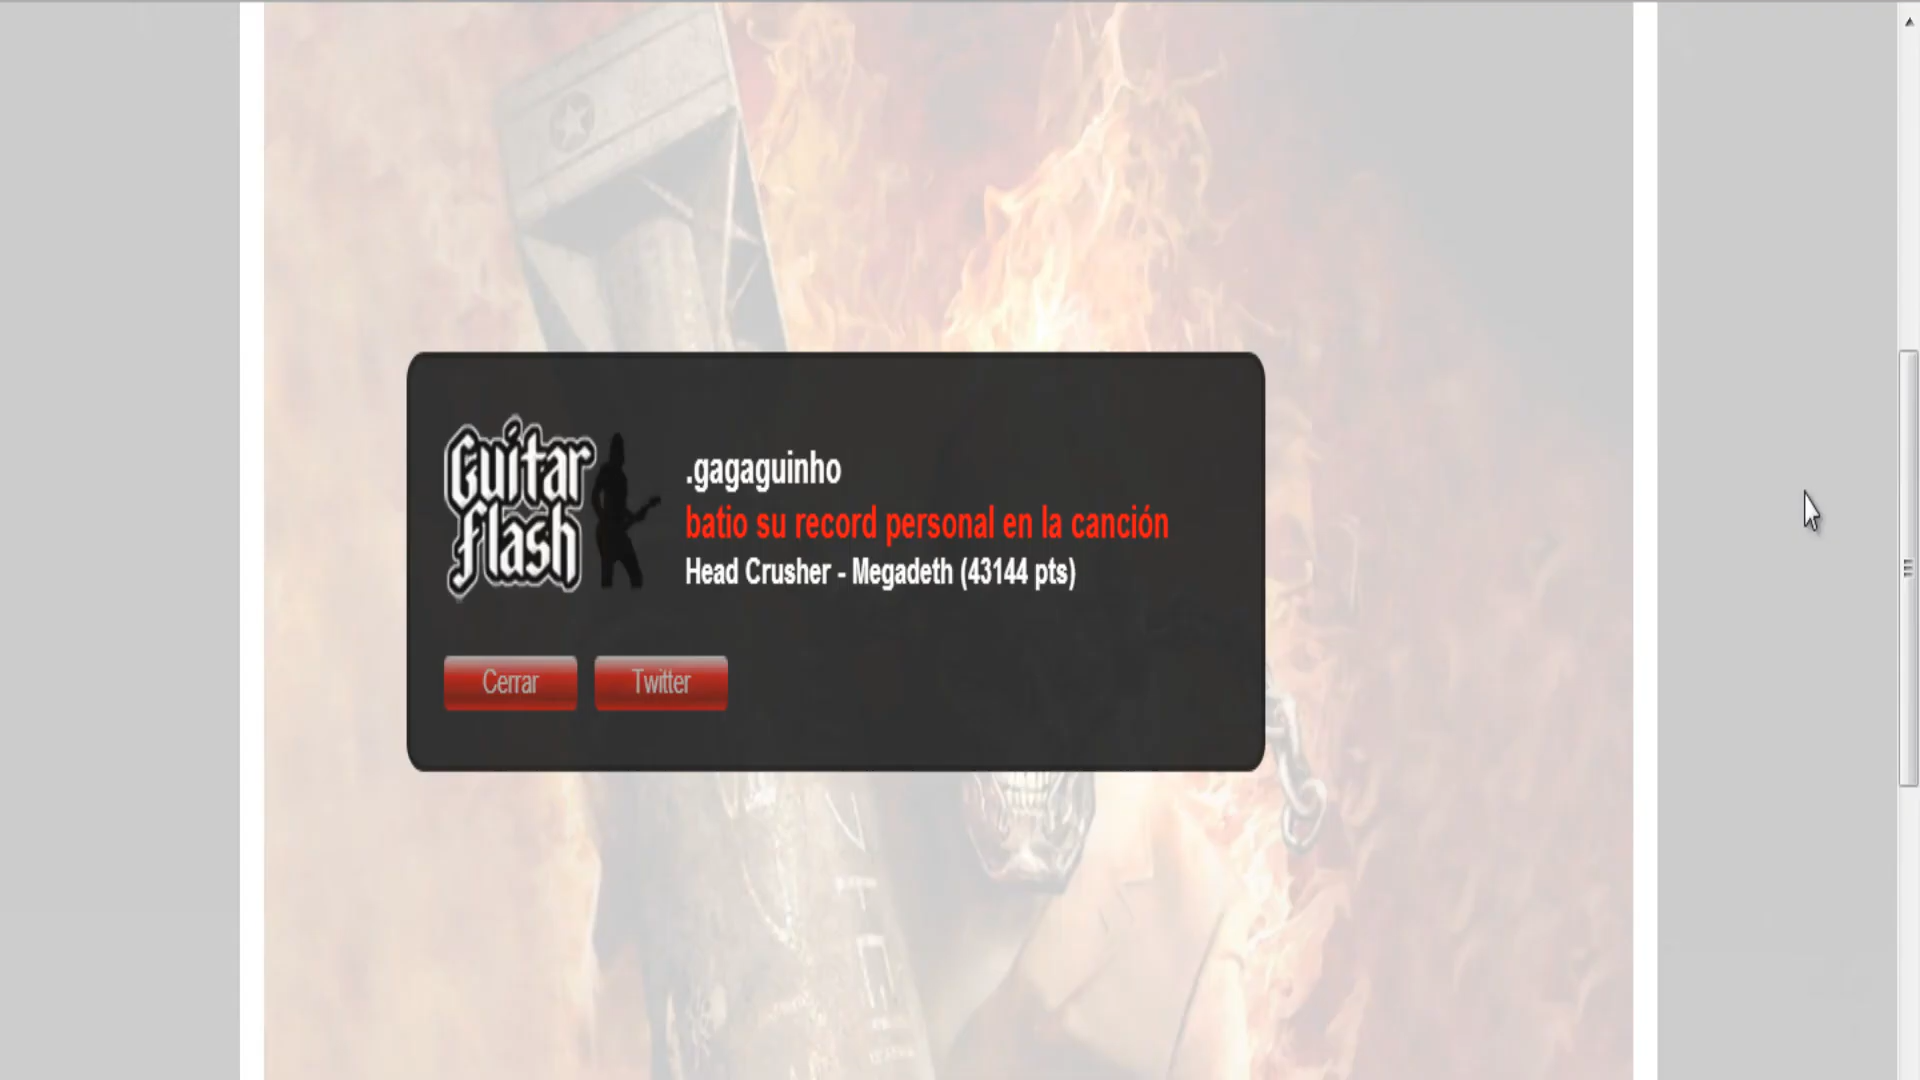 Guitar
Flash
.gagaguinho
batio su record personal en la canción
Head Crusher - Megadeth (43144 pts)
Cerrar
Twitter